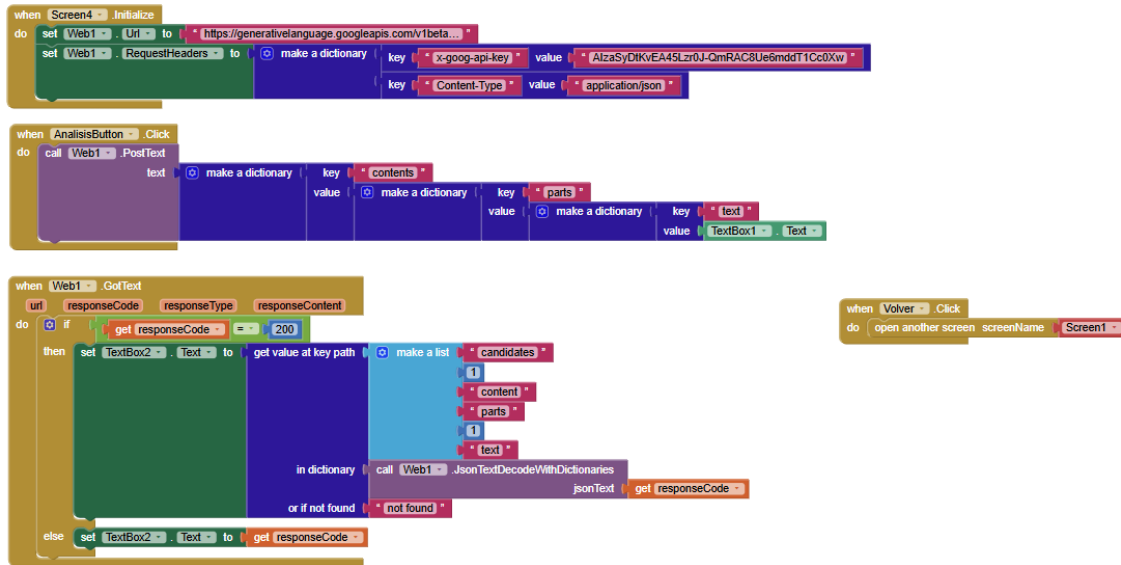 when Screen4 .Initialize
do set Web1 . Url to " https://generativelanguage.googleapis.com/v1beta... "
set Web1 . RequestHeaders to make a dictionary key " x-goog-api-key " value " AIzaSyDtKvEA45Lzr0J-QmRAC8Ue6mddT1Cc0Xw "
key " Content-Type " value " application/json "
when AnalisisButton .Click
do call Web1 .PostText
text make a dictionary key " contents "
value make a dictionary key " parts "
value make a dictionary key " text "
value TextBox1 . Text
when Web1 .GotText
url responseCode responseType responseContent
do if get responseCode = 200
then set TextBox2 . Text to get value at key path make a list " candidates "
1
" content "
" parts "
1
" text "
in dictionary call Web1 .JsonTextDecodeWithDictionaries
jsonText get responseCode
or if not found " not found "
else set TextBox2 . Text to get responseCode
when Volver .Click
do open another screen screenName Screen1